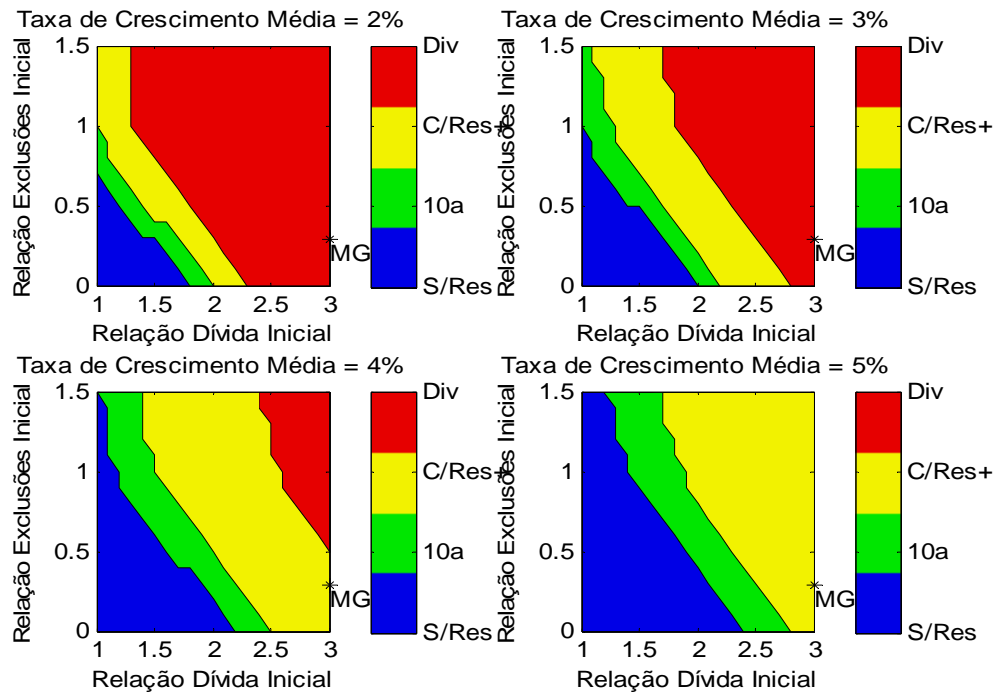 Taxa de Crescimento Média = 2%
Relação Exclusões Inicial
1.5
1
0.5
0
1
1.5
2
2.5
3
Relação Dívida Inicial
MG
Div
C/Res+
10a
S/Res
Taxa de Crescimento Média = 3%
Relação Exclusões Inicial
1.5
1
0.5
0
1
1.5
2
2.5
3
Relação Dívida Inicial
MG
Div
C/Res+
10a
S/Res
Taxa de Crescimento Média = 4%
Relação Exclusões Inicial
1.5
1
0.5
0
1
1.5
2
2.5
3
Relação Dívida Inicial
MG
Div
C/Res+
10a
S/Res
Taxa de Crescimento Média = 5%
Relação Exclusões Inicial
1.5
1
0.5
0
1
1.5
2
2.5
3
Relação Dívida Inicial
MG
Div
C/Res+
10a
S/Res